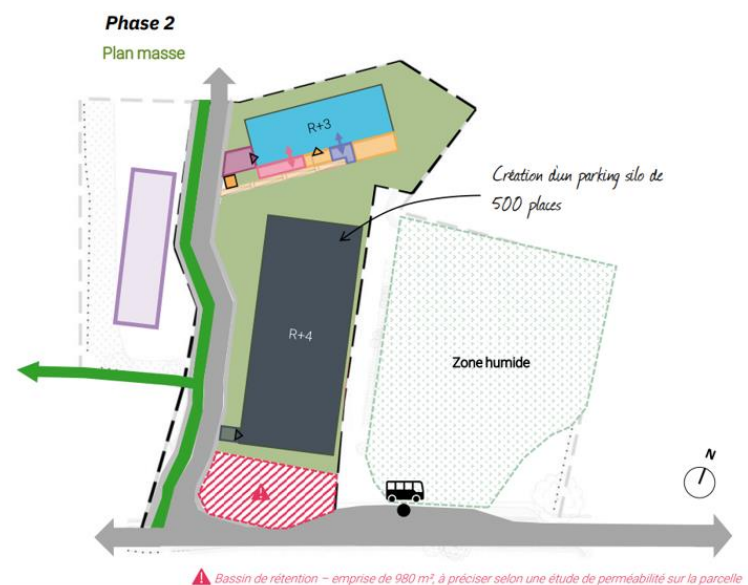 Phase 2
Plan masse
R+3
Création d'un parking silo de
500 places
R+4
Zone humide
N
Bassin de rétention – emprise de 980 m², à préciser selon une étude de perméabilité sur la parcelle